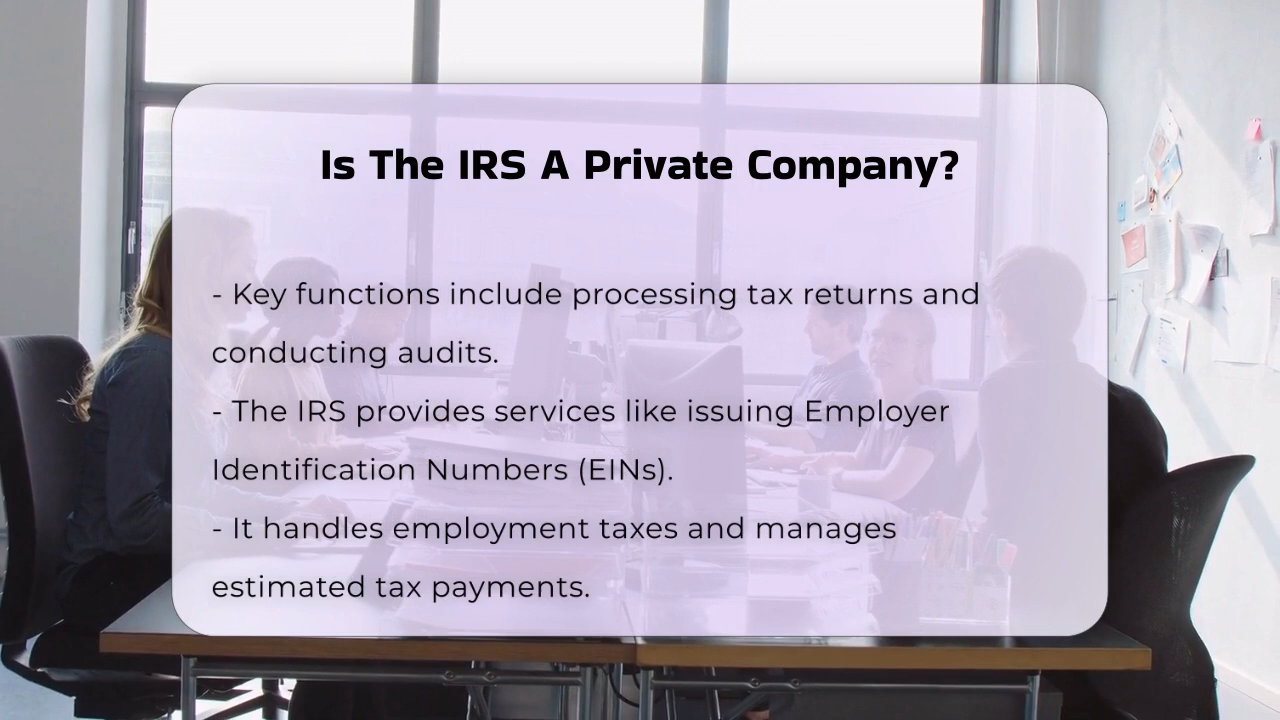 Is The IRS A Private Company?
- Key functions include processing tax returns and
conducting audits.
- The IRS provides services like issuing Employer
Identification Numbers (EINs).
- It handles employment taxes and manages
estimated tax payments.